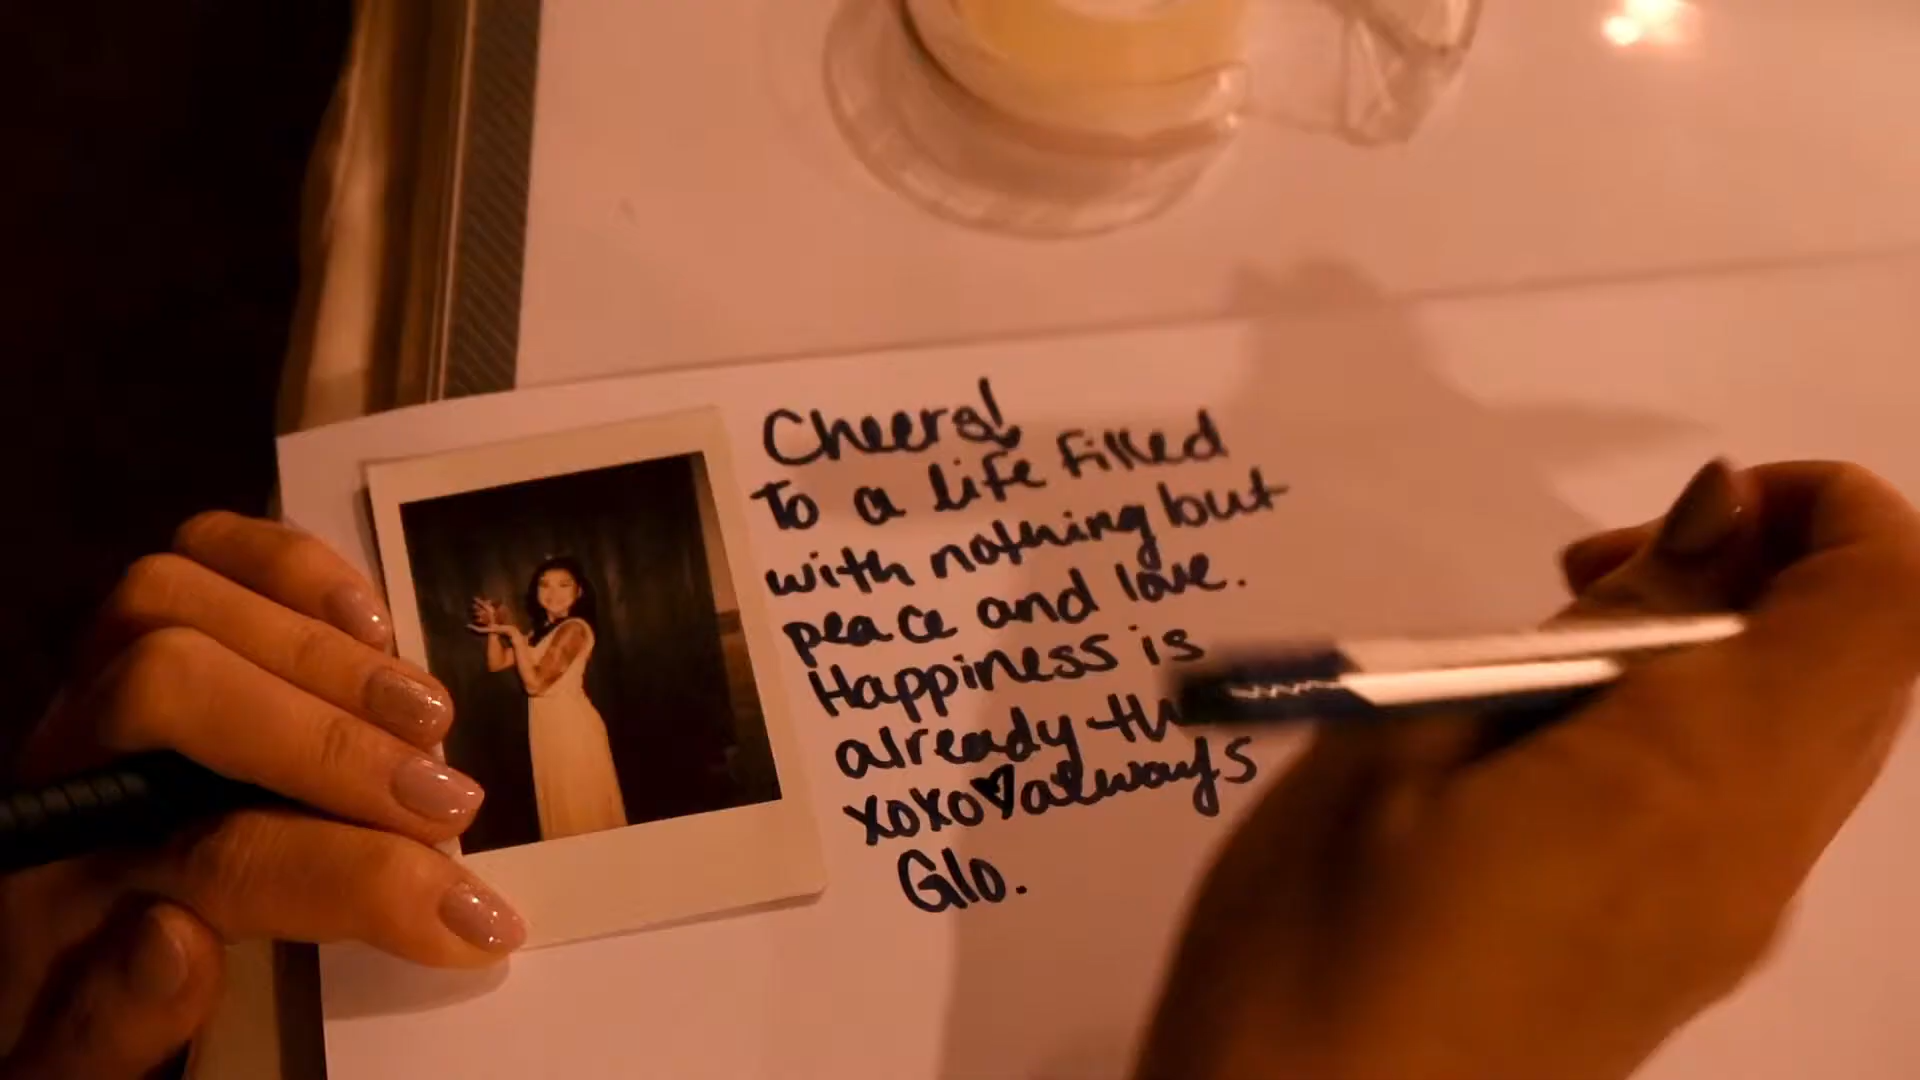 Cheers!
To a life filled
with nothing but
peace and love.
Happiness is
already
xoxo always
Glo.